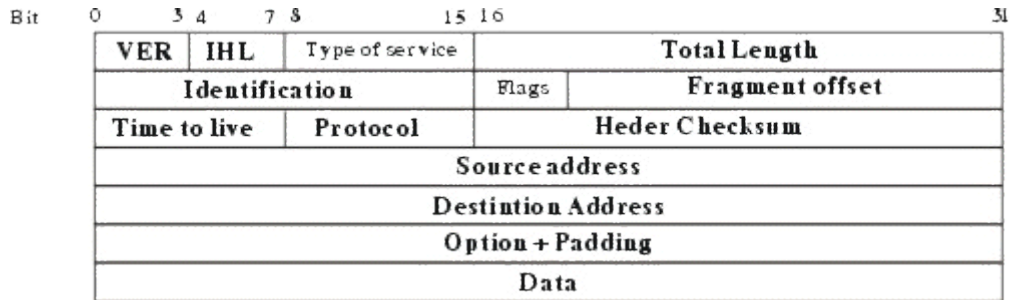 Bit 0 3 4 7 8 15 16 31
VER IHL Type of service Total Length
Identification Flags Fragment offset
Time to live Protocol Heder Checksum
Source address
Destintion Address
Option + Padding
Data